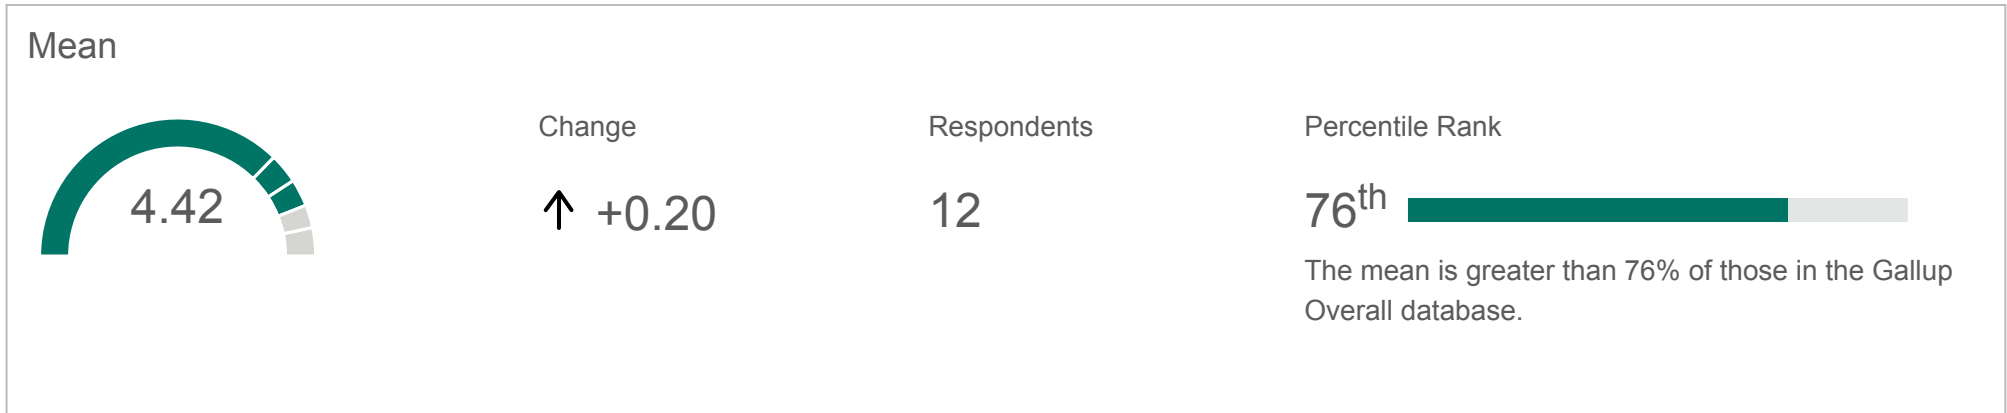 Mean
4.42
Change
↑ +0.20
Respondents
12
Percentile Rank
76th
The mean is greater than 76% of those in the Gallup
Overall database.